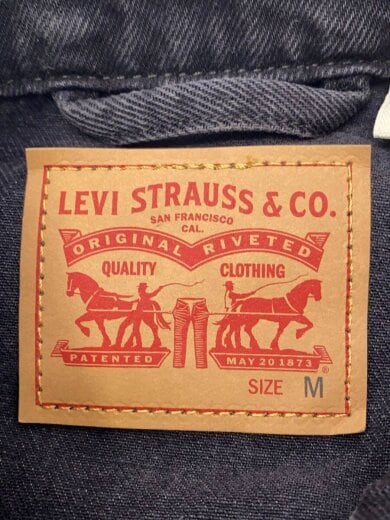 LEVI STRAUSS & CO.
SAN FRANCISCO
CAL.
ORIGINAL RIVETED
QUALITY CLOTHING
PATENTED MAY 20 1873
®
SIZE M